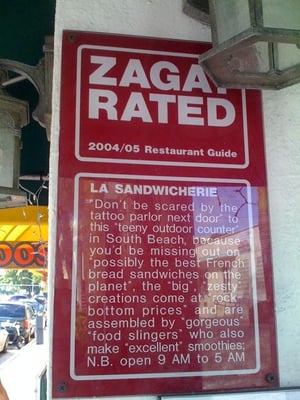 ZAGAT
RATED
2004/05 Restaurant Guide
LA SANDWICHERIE
"Don't be scared by the
tattoo parlor next door" to
this "teeny outdoor counter"
in South Beach, because
you'd be missing out on
"possibly the best French
bread sandwiches on the
planet", the "big", "zesty
creations come at "rock-
bottom prices" and are
assembled by "gorgeous"
"food slingers" who also
make "excellent" smoothies;
N.B. open 9 AM to 5 AM